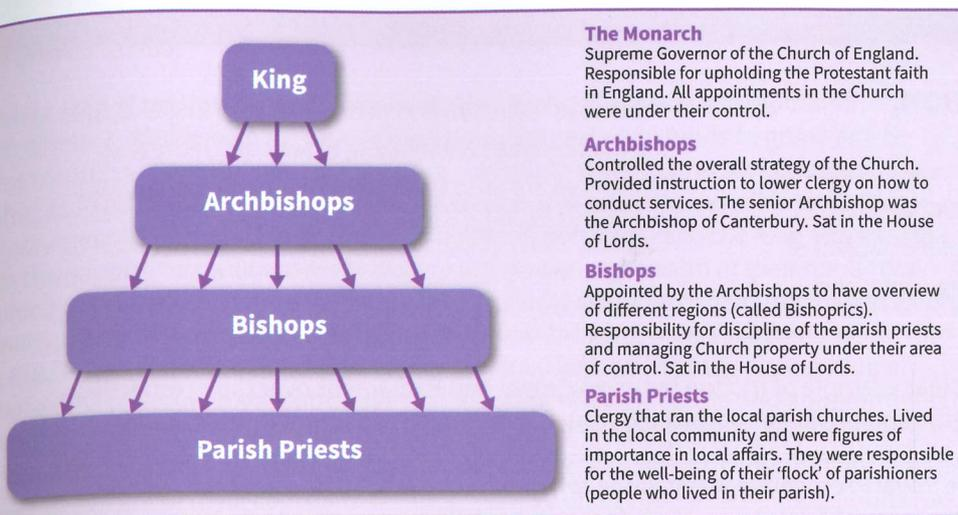 King
Archbishops
Bishops
Parish Priests
The Monarch
Supreme Governor of the Church of England.
Responsible for upholding the Protestant faith
in England. All appointments in the Church
were under their control.
Archbishops
Controlled the overall strategy of the Church.
Provided instruction to lower clergy on how to
conduct services. The senior Archbishop was
the Archbishop of Canterbury. Sat in the House
of Lords.
Bishops
Appointed by the Archbishops to have overview
of different regions (called Bishoprics).
Responsibility for discipline of the parish priests
and managing Church property under their area
of control. Sat in the House of Lords.
Parish Priests
Clergy that ran the local parish churches. Lived
in the local community and were figures of
importance in local affairs. They were responsible
for the well-being of their ‘flock’ of parishioners
(people who lived in their parish).